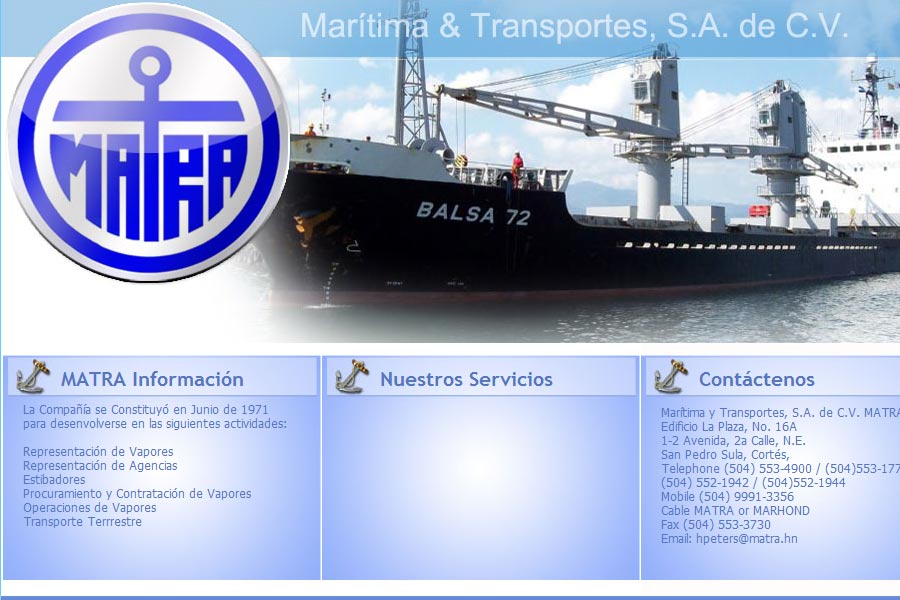 Marítima & Transportes, S.A. de C.V.
MATRA
BALSA 72
MATRA Información
La Compañía se Constituyó en Junio de 1971
para desenvolverse en las siguientes actividades:
Representación de Vapores
Representación de Agencias
Estibadores
Procuramiento y Contratación de Vapores
Operaciones de Vapores
Transporte Terrrestre
Nuestros Servicios
Contáctenos
Marítima y Transportes, S.A. de C.V. MATRA
Edificio La Plaza, No. 16A
1-2 Avenida, 2a Calle, N.E.
San Pedro Sula, Cortés,
Telephone (504) 553-4900 / (504)553-177
(504) 552-1942 / (504)552-1944
Mobile (504) 9991-3356
Cable MATRA or MARHOND
Fax (504) 553-3730
Email: hpeters@matra.hn